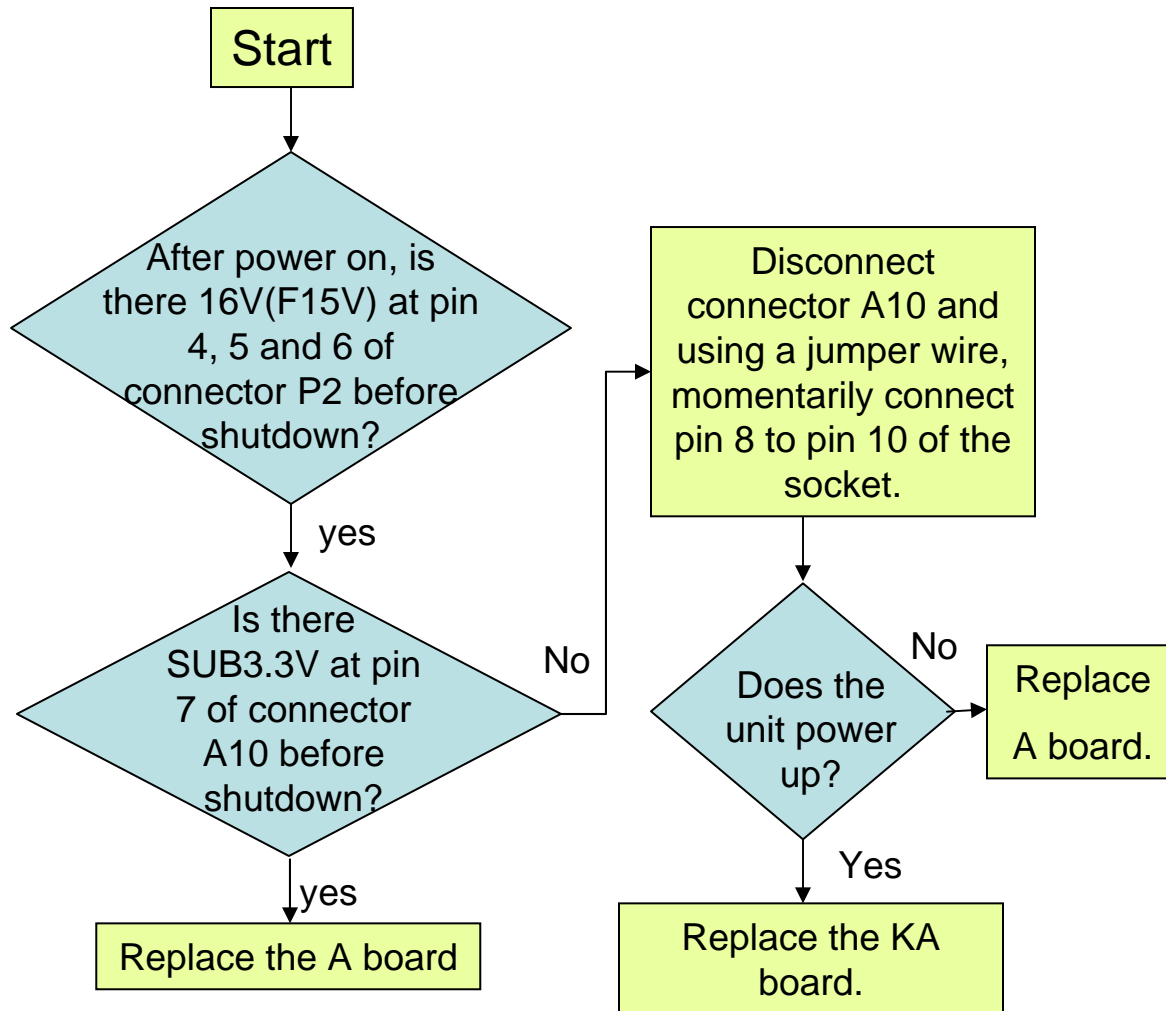 Start
After power on, is
there 16V(F15V) at pin
4, 5 and 6 of
connector P2 before
shutdown?
yes
Is there
SUB3.3V at pin
7 of connector
A10 before
shutdown?
No
yes
Replace the A board
Disconnect
connector A10 and
using a jumper wire,
momentarily connect
pin 8 to pin 10 of the
socket.
Does the
unit power
up?
No
Replace
A board.
Yes
Replace the KA
board.